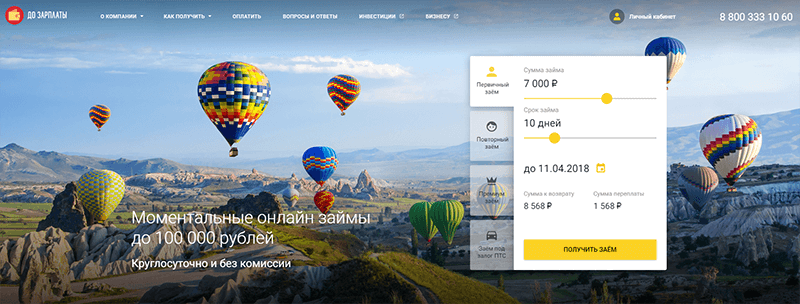 ДО ЗАРПЛАТЫ
О КОМПАНИИ
КАК ПОЛУЧИТЬ
ОПЛАТИТЬ
ВОПРОСЫ И ОТВЕТЫ
ИНВЕСТИЦИИ
БИЗНЕСУ
Личный кабинет
8 800 333 10 60
Моментальные онлайн займы
до 100 000 рублей
Круглосуточно и без комиссии
Первичный
заём
Повторный
заём
Премиум
заём
Заём под
залог ПТС
Сумма займа
7 000 ₽
Срок займа
10 дней
до 11.04.2018
Сумма к возврату
Сумма переплаты
8 568 ₽
1 568 ₽
ПОЛУЧИТЬ ЗАЁМ